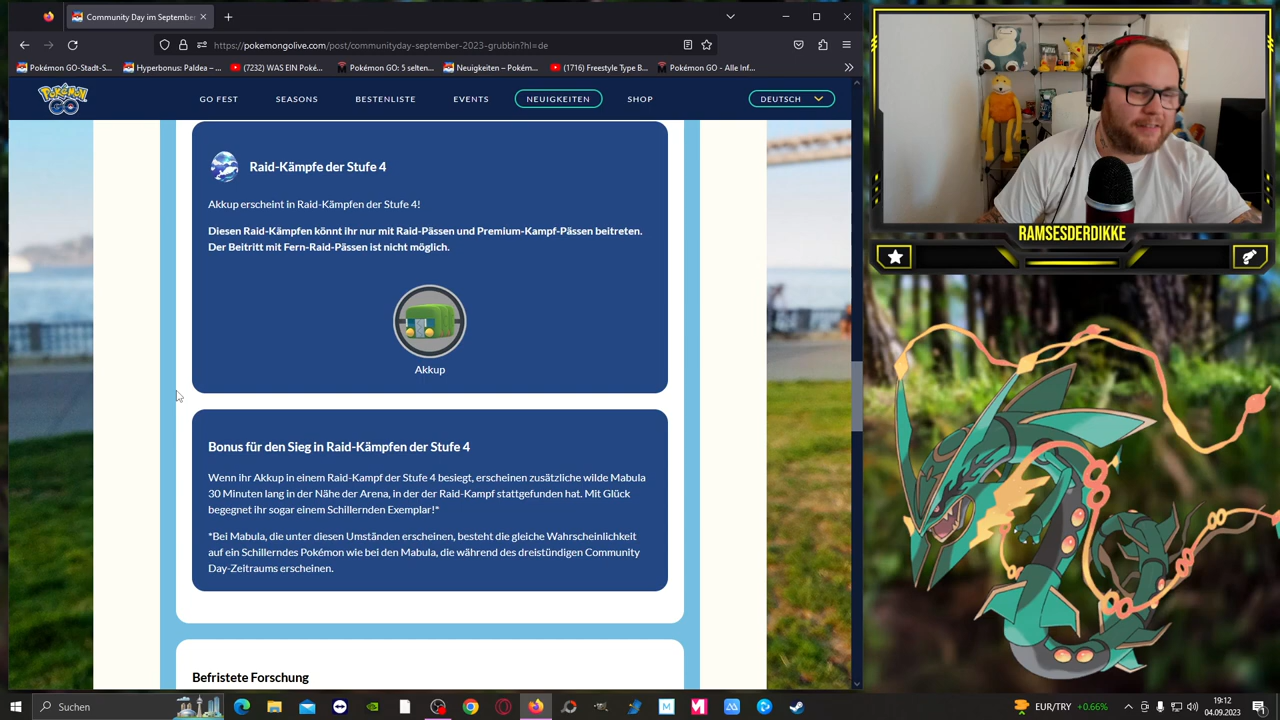 Community Day im September
https://pokemongolive.com/post/communityday-september-2023-grubbin?hl=de
Pokémon GO-Stadt-S...
Hyperbonus: Paldea – ...
(7232) WAS EIN Poké...
Pokémon GO: 5 selten...
Neuigkeiten – Pokém...
(1716) Freestyle Type B...
Pokémon GO - Alle Inf...
POKÉMON GO
GO FEST
SEASONS
BESTENLISTE
EVENTS
NEUIGKEITEN
SHOP
DEUTSCH
Raid-Kämpfe der Stufe 4
Akkup erscheint in Raid-Kämpfen der Stufe 4!
Diesen Raid-Kämpfen könnt ihr nur mit Raid-Pässen und Premium-Kampf-Pässen beitreten.
Der Beitritt mit Fern-Raid-Pässen ist nicht möglich.
Akkup
Bonus für den Sieg in Raid-Kämpfen der Stufe 4
Wenn ihr Akkup in einem Raid-Kampf der Stufe 4 besiegt, erscheinen zusätzliche wilde Mabula
30 Minuten lang in der Nähe der Arena, in der der Raid-Kampf stattgefunden hat. Mit Glück
begegnet ihr sogar einem Schillernden Exemplar!*
*Bei Mabula, die unter diesen Umständen erscheinen, besteht die gleiche Wahrscheinlichkeit
auf ein Schillerndes Pokémon wie bei den Mabula, die während des dreistündigen Community
Day-Zeitraums erscheinen.
Befristete Forschung
RAMSESDERDIKKE
Suchen
EUR/TRY +0.66%
19:12
04.09.2023